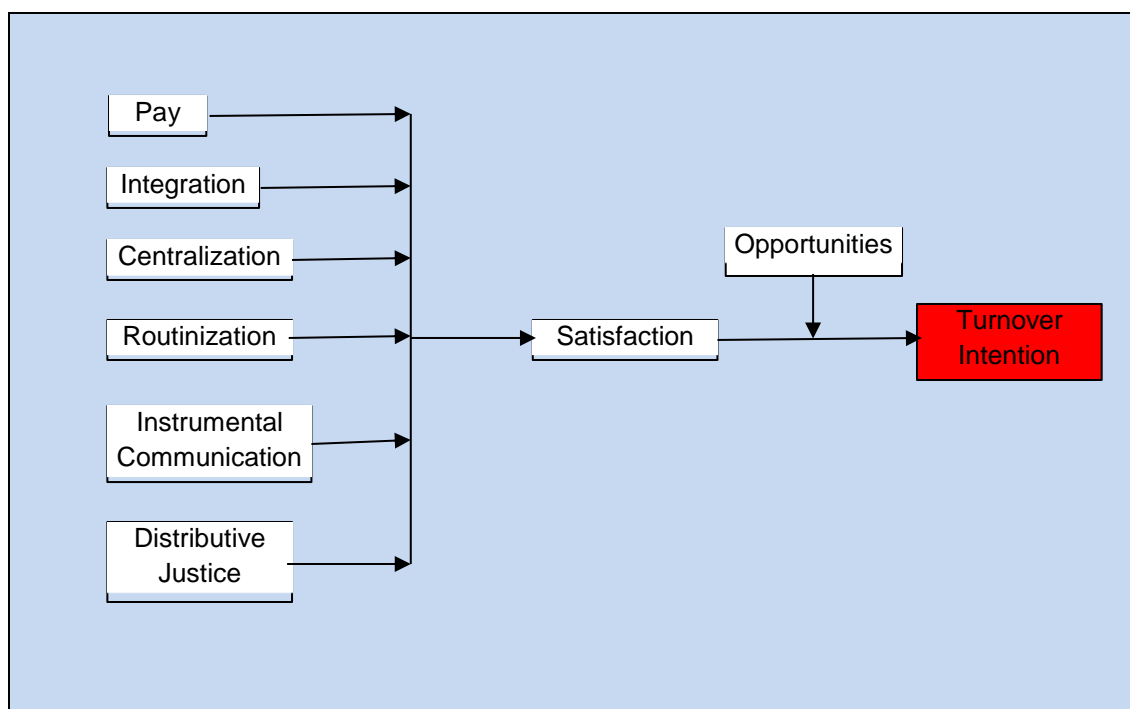 Pay
Integration
Centralization
Routinization
Instrumental
Communication
Distributive
Justice
Satisfaction
Opportunities
Turnover
Intention